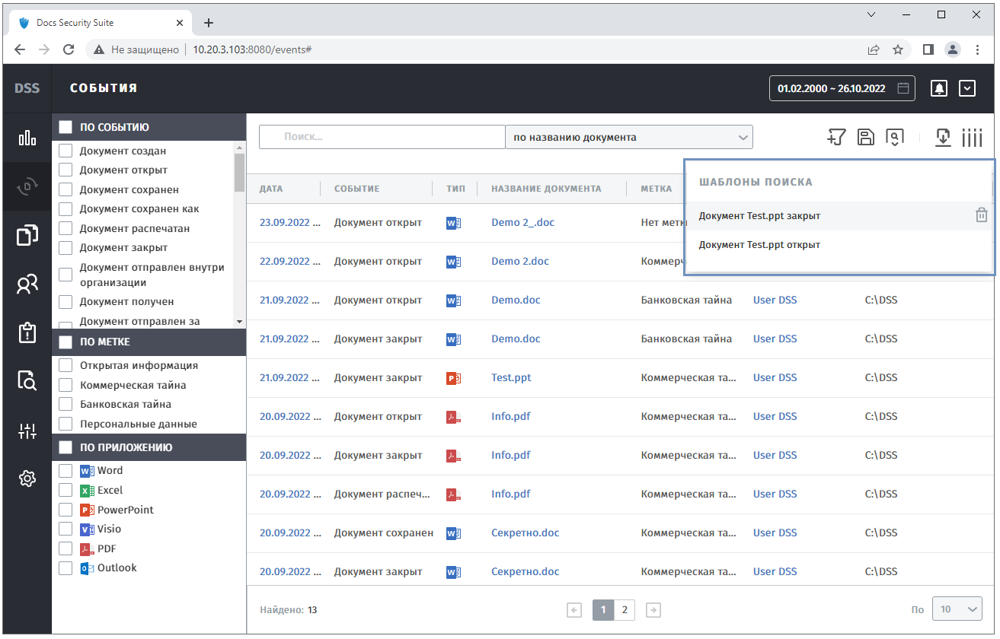 Docs Security Suite
Не защищено
10.20.3.103:8080/events#
DSS
СОБЫТИЯ
01.02.2000 ~ 26.10.2022
ПО СОБЫТИЮ
Документ создан
Документ открыт
Документ сохранен
Документ сохранен как
Документ распечатан
Документ закрыт
Документ отправлен внутри
организации
Документ получен
Документ отправлен за
ПО МЕТКЕ
Открытая информация
Коммерческая тайна
Банковская тайна
Персональные данные
ПО ПРИЛОЖЕНИЮ
Word
Excel
PowerPoint
Visio
PDF
Outlook
Поиск...
по названию документа
ШАБЛОНЫ ПОИСКА
Документ Test.ppt закрыт
Документ Test.ppt открыт
ДАТА СОБЫТИЕ ТИП НАЗВАНИЕ ДОКУМЕНТА МЕТКА
23.09.2022 ... Документ открыт Demo 2_.doc Нет метк
22.09.2022 ... Документ открыт Demo 2.doc Коммерч
21.09.2022 ... Документ открыт Demo.doc Банковская тайна User DSS C:\DSS
21.09.2022 ... Документ закрыт Demo.doc Банковская тайна User DSS C:\DSS
21.09.2022 ... Документ закрыт Test.ppt Коммерческая та... User DSS C:\DSS
20.09.2022 ... Документ открыт Info.pdf Коммерческая та... User DSS C:\DSS
20.09.2022 ... Документ закрыт Info.pdf Коммерческая та... User DSS C:\DSS
20.09.2022 ... Документ распеч... Info.pdf Коммерческая та... User DSS C:\DSS
20.09.2022 ... Документ сохранен Секретно.doc Коммерческая та... User DSS C:\DSS
20.09.2022 ... Документ закрыт Секретно.doc Коммерческая та... User DSS C:\DSS
Найдено: 13
1 2
По 10